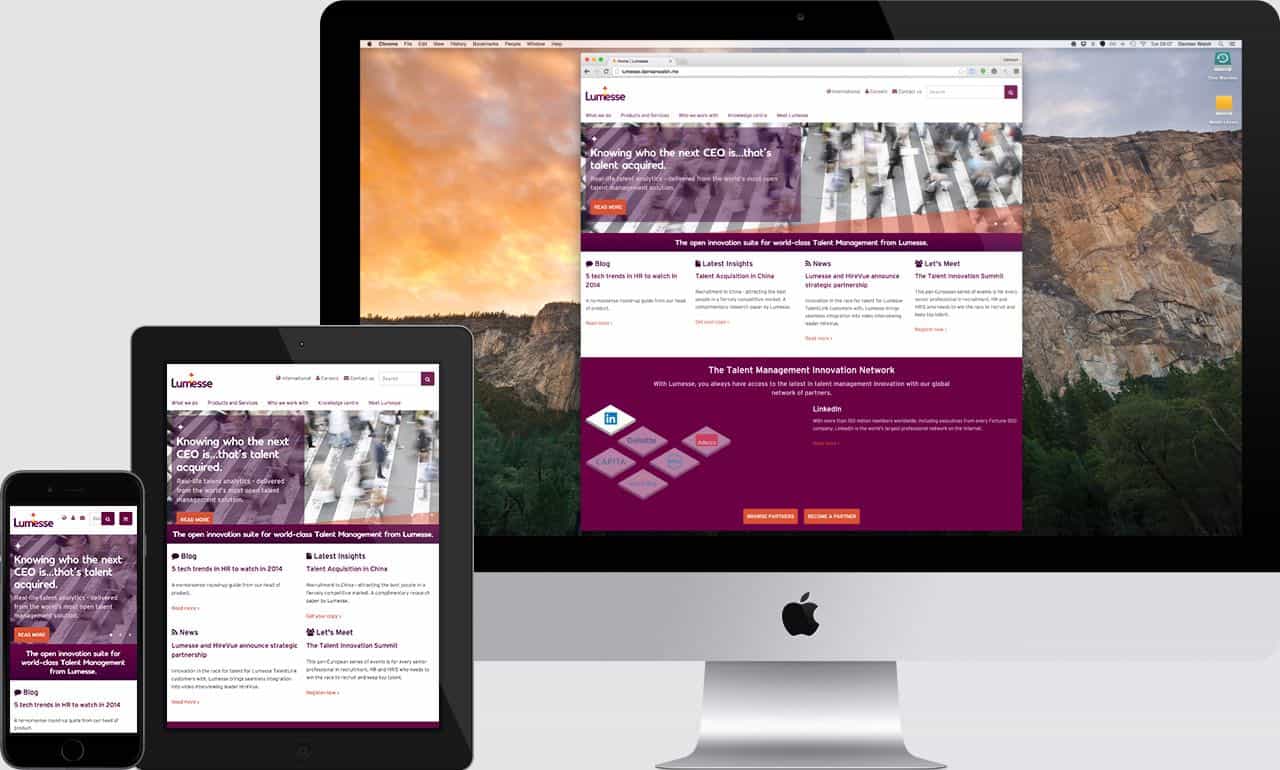 Chrome File Edit View History Bookmarks People Window Help
Tue 09:07 Damian Walsh
Home | Lumesse
lumesse.damianwalsh.me
Lumesse
International Careers Contact us Search
What we do Products and Services Who we work with Knowledge centre Meet Lumesse
Knowing who the next CEO is...that's
talent acquired.
Real-life talent analytics - delivered from the world's most open
talent management solution.
READ MORE
The open innovation suite for world-class Talent Management from Lumesse.
Blog
5 tech trends in HR to watch in
2014
A no-nonsense round-up guide from our head
of product.
Read more ›
Latest Insights
Talent Acquisition in China
Recruitment in China - attracting the best
people in a fiercely competitive market. A
complimentary research paper by Lumesse.
Get your copy ›
News
Lumesse and HireVue announce
strategic partnership
Innovation in the race for talent for Lumesse
TalentLink customers with, Lumesse brings
seamless integration into video interviewing
leader HireVue.
Read more ›
Let's Meet
The Talent Innovation Summit
This pan-European series of events is for every
senior professional in recruitment, HR and
HRIS who needs to win the race to recruit and
keep top talent.
Register now ›
The Talent Management Innovation Network
With Lumesse, you always have access to the latest in talent management innovation with our global
network of partners.
in
Deloitte
Adecco
CAPITA
LinkedIn
With more than 150 million members worldwide, including executives from every Fortune 500
company, LinkedIn is the world's largest professional network on the Internet.
Read more ›
BROWSE PARTNERS BECOME A PARTNER
Lumesse
International Careers Contact us Search
What we do Products and Services Who we work with Knowledge centre Meet Lumesse
Knowing who the next
CEO is...that's talent
acquired.
Real-life talent analytics - delivered
from the world's most open talent
management solution.
READ MORE
The open innovation suite for world-class Talent Management from Lumesse.
Blog
5 tech trends in HR to watch in 2014
A no-nonsense round-up guide from our head of
product.
Read more ›
Latest Insights
Talent Acquisition in China
Recruitment in China - attracting the best people in a
fiercely competitive market. A complimentary research
paper by Lumesse.
Get your copy ›
News
Lumesse and HireVue announce strategic
partnership
Innovation in the race for talent for Lumesse TalentLink
customers with, Lumesse brings seamless integration
into video interviewing leader HireVue.
Read more ›
Let's Meet
The Talent Innovation Summit
This pan-European series of events is for every senior
professional in recruitment, HR and HRIS who needs to
win the race to recruit and keep top talent.
Register now ›
Lumesse
Knowing who the next
CEO is...that's talent
acquired.
Real-life talent analytics - delivered
from the world's most open talent
management solution.
READ MORE
The open innovation suite for
world-class Talent Management
from Lumesse.
Blog
5 tech trends in HR to watch in 2014
A no-nonsense round-up guide from our head of
product.